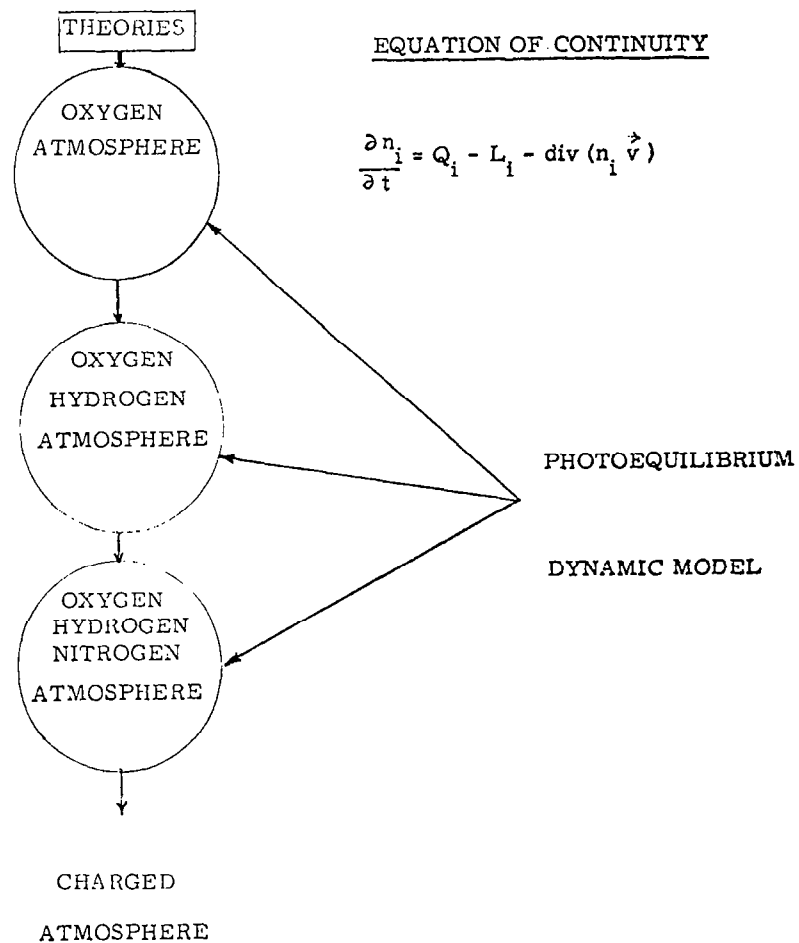 THEORIES
EQUATION OF CONTINUITY
∂n_i/∂t = Q_i - L_i - div (n_i v⃗)
OXYGEN
ATMOSPHERE
OXYGEN
HYDROGEN
ATMOSPHERE
PHOTOEQUILIBRIUM
DYNAMIC MODEL
OXYGEN
HYDROGEN
NITROGEN
ATMOSPHERE
CHARGED
ATMOSPHERE